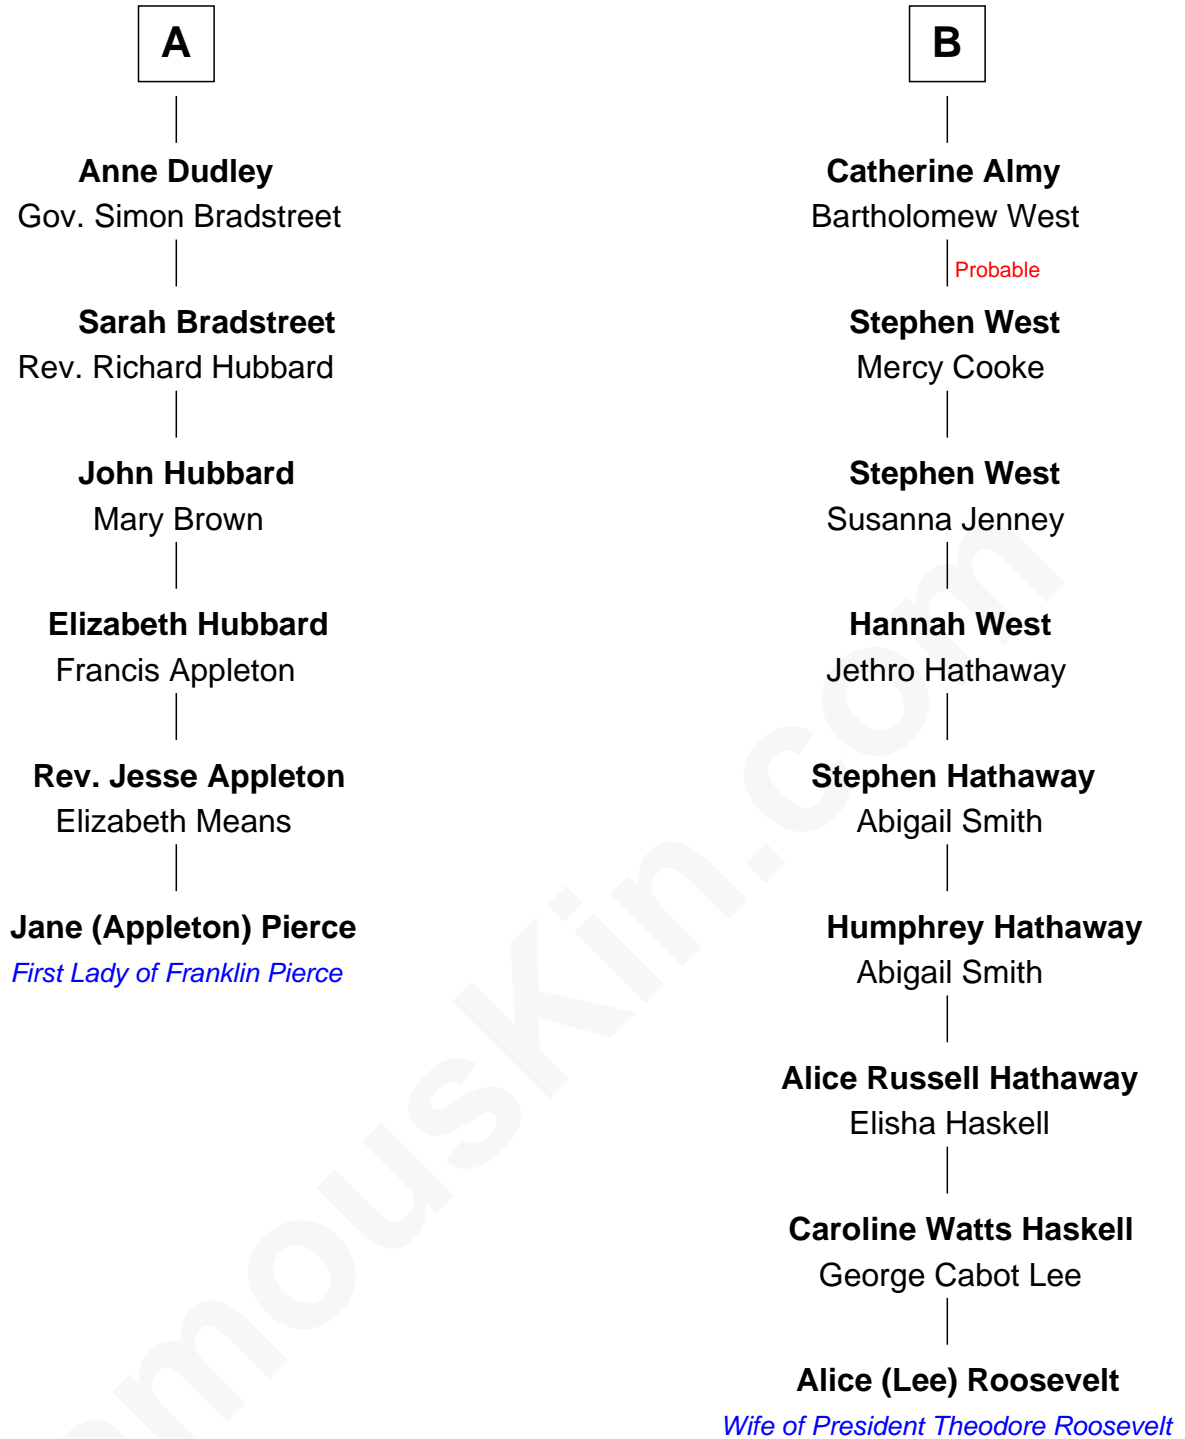 A
Anne Dudley
Gov. Simon Bradstreet
Sarah Bradstreet
Rev. Richard Hubbard
John Hubbard
Mary Brown
Elizabeth Hubbard
Francis Appleton
Rev. Jesse Appleton
Elizabeth Means
Jane (Appleton) Pierce
First Lady of Franklin Pierce
B
Catherine Almy
Bartholomew West
Probable
Stephen West
Mercy Cooke
Stephen West
Susanna Jenney
Hannah West
Jethro Hathaway
Stephen Hathaway
Abigail Smith
Humphrey Hathaway
Abigail Smith
Alice Russell Hathaway
Elisha Haskell
Caroline Watts Haskell
George Cabot Lee
Alice (Lee) Roosevelt
Wife of President Theodore Roosevelt
amouskin.com